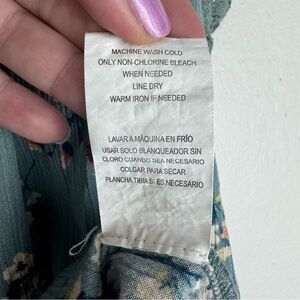 MACHINE WASH COLD
ONLY NON-CHLORINE BLEACH
WHEN NEEDED
LINE DRY
WARM IRON IF NEEDED
LAVAR A MÁQUINA EN FRÍO
USAR SOLO BLANQUEADOR SIN
CLORO CUANDO SEA NECESARIO
COLGAR PARA SECAR
PLANCHA TIBIA SI ES NECESARIO